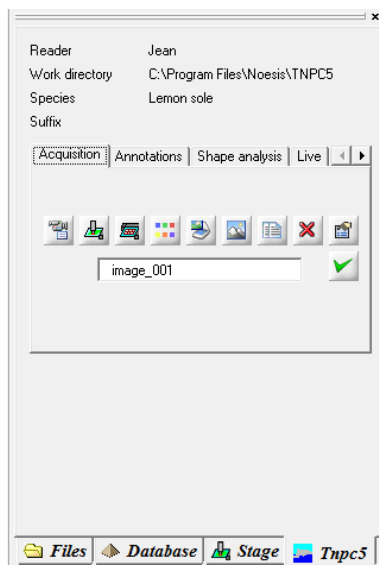 Reader Jean
Work directory C:\Program Files\Noesis\TNPC5
Species Lemon sole
Suffix
Acquisition Annotations Shape analysis Live
image_001
Files Database Stage Tnpc5